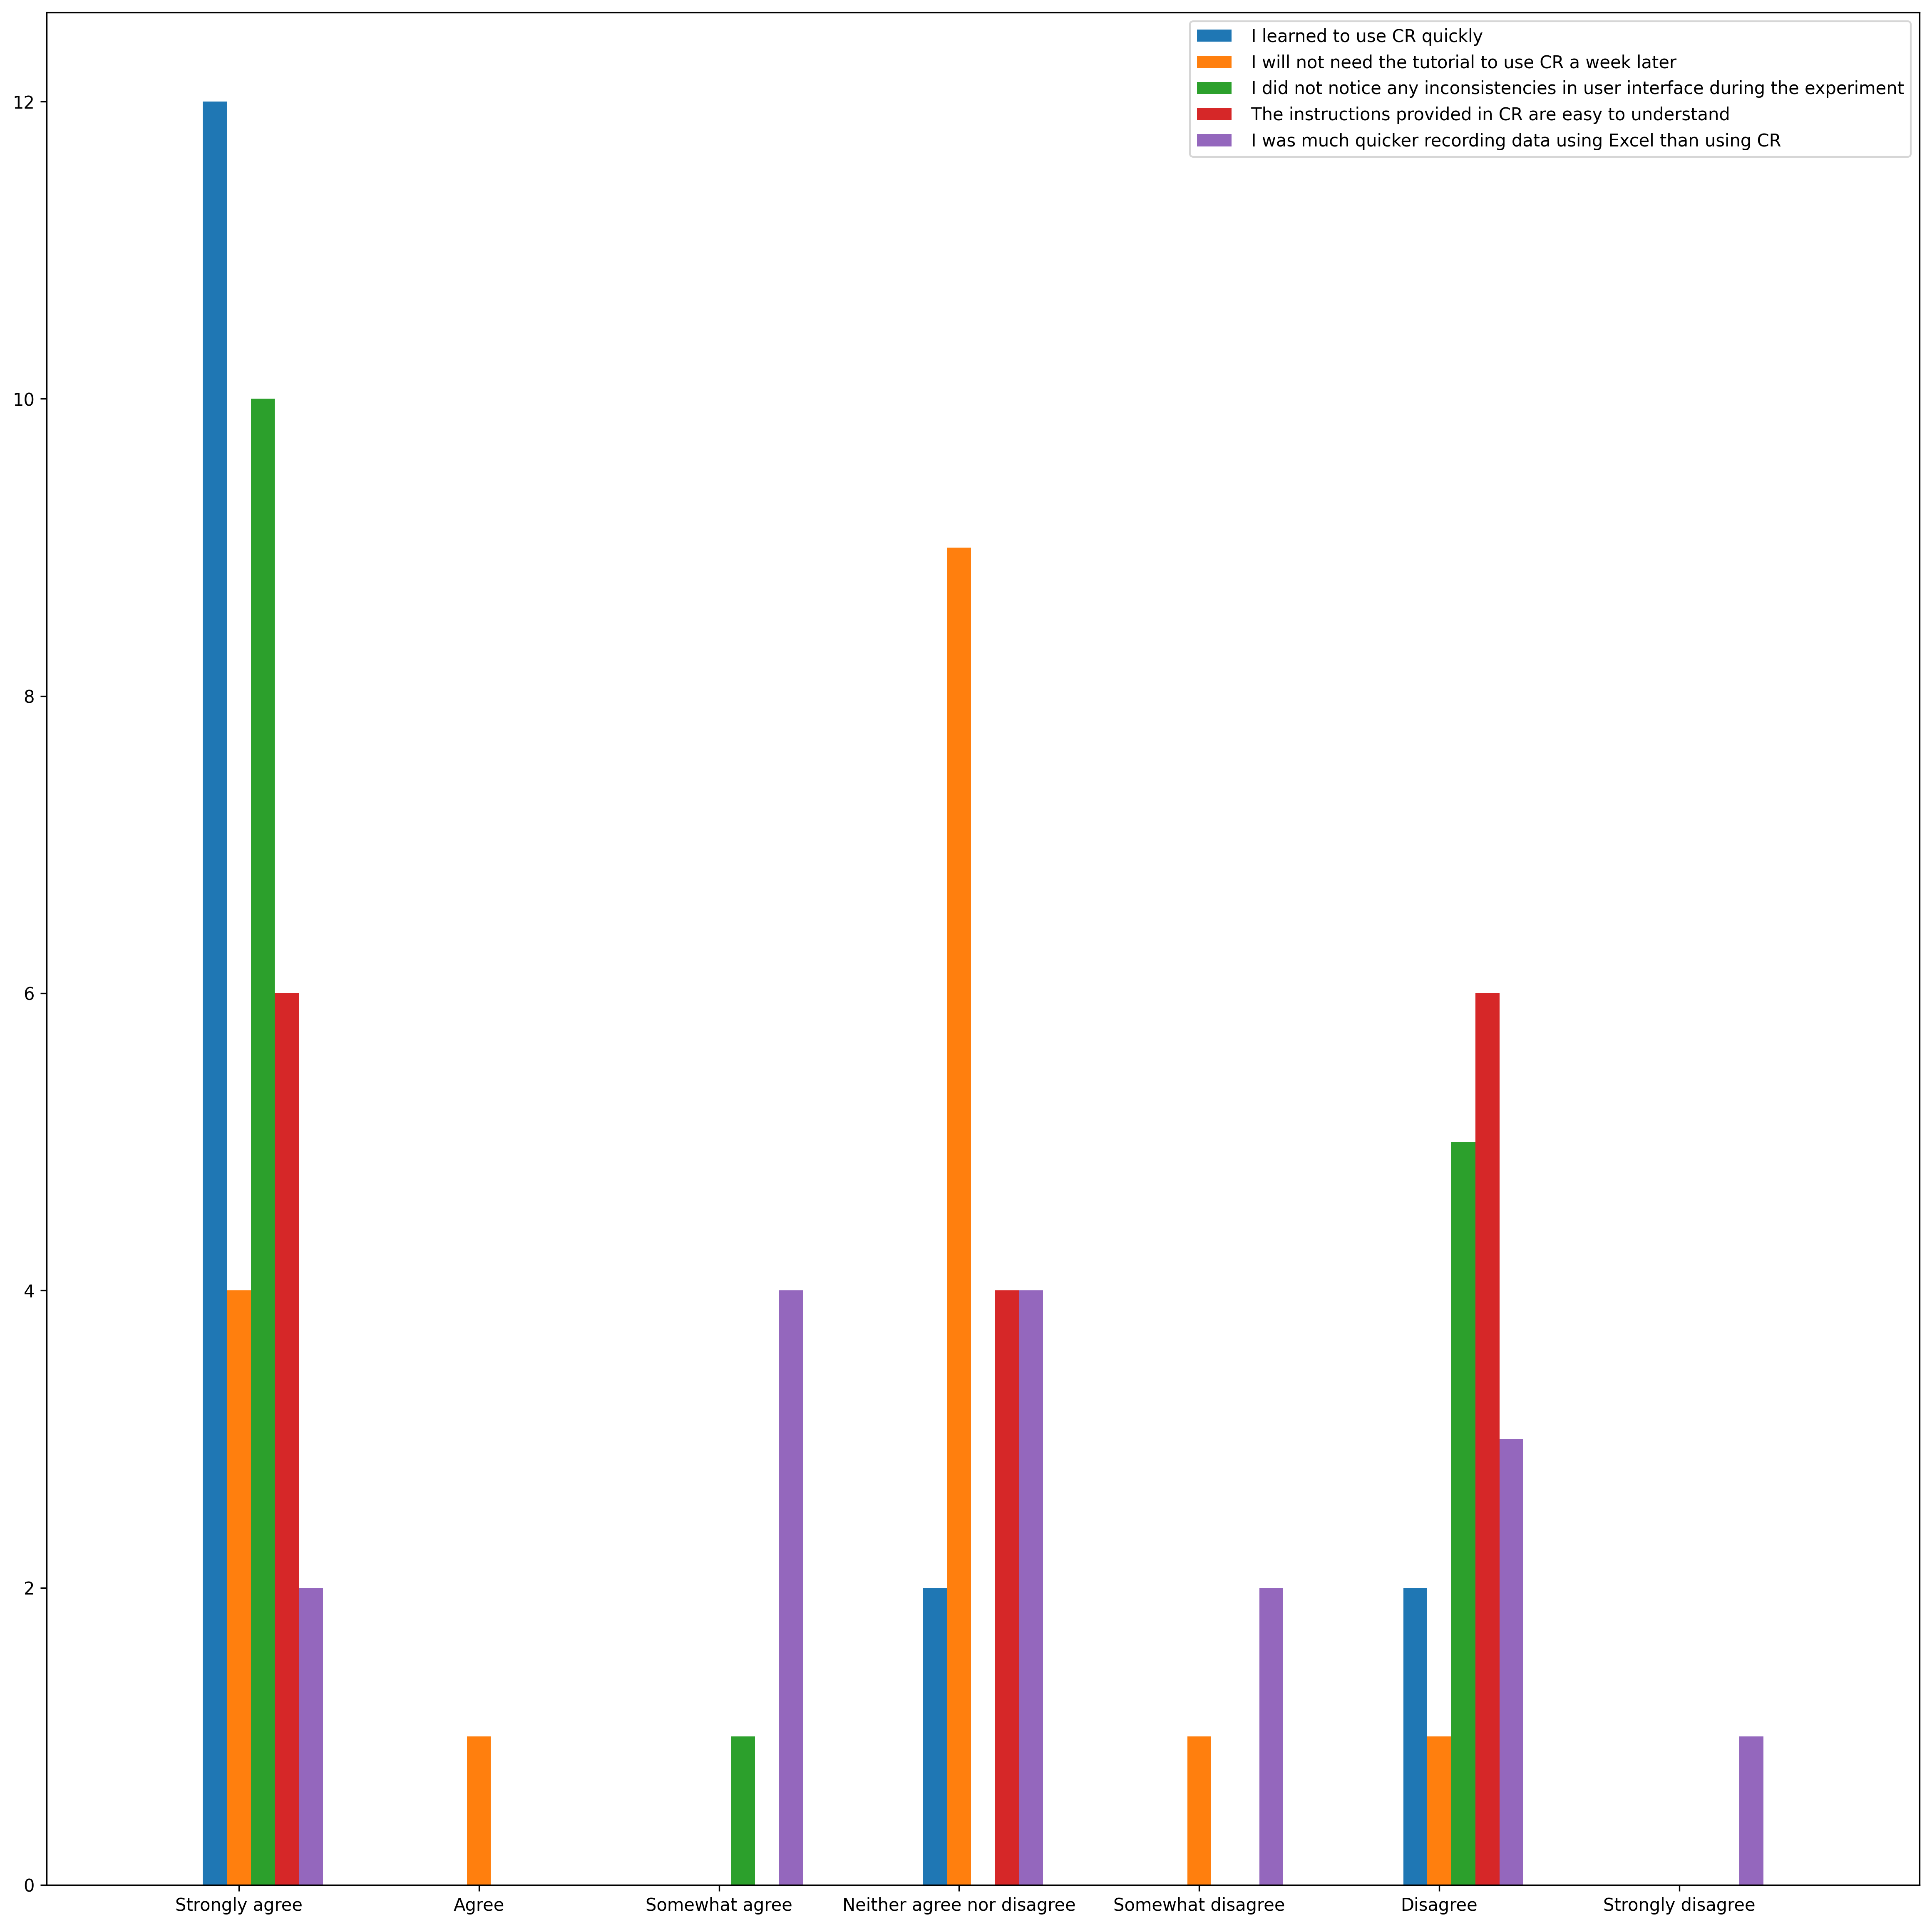 I learned to use CR quickly
I will not need the tutorial to use CR a week later
I did not notice any inconsistencies in user interface during the experiment
The instructions provided in CR are easy to understand
I was much quicker recording data using Excel than using CR
12
10
8
6
4
2
0
Strongly agree Agree Somewhat agree Neither agree nor disagree Somewhat disagree Disagree Strongly disagree